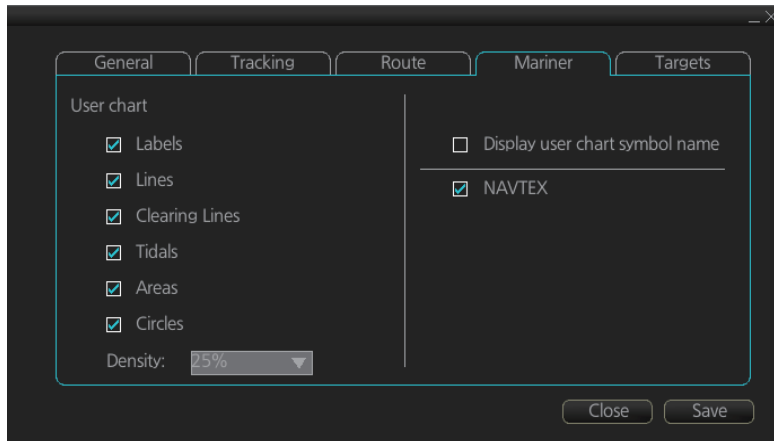 General Tracking Route Mariner Targets
User chart
Labels
Lines
Clearing Lines
Tidals
Areas
Circles
Density: 25%
Display user chart symbol name
NAVTEX
Close Save